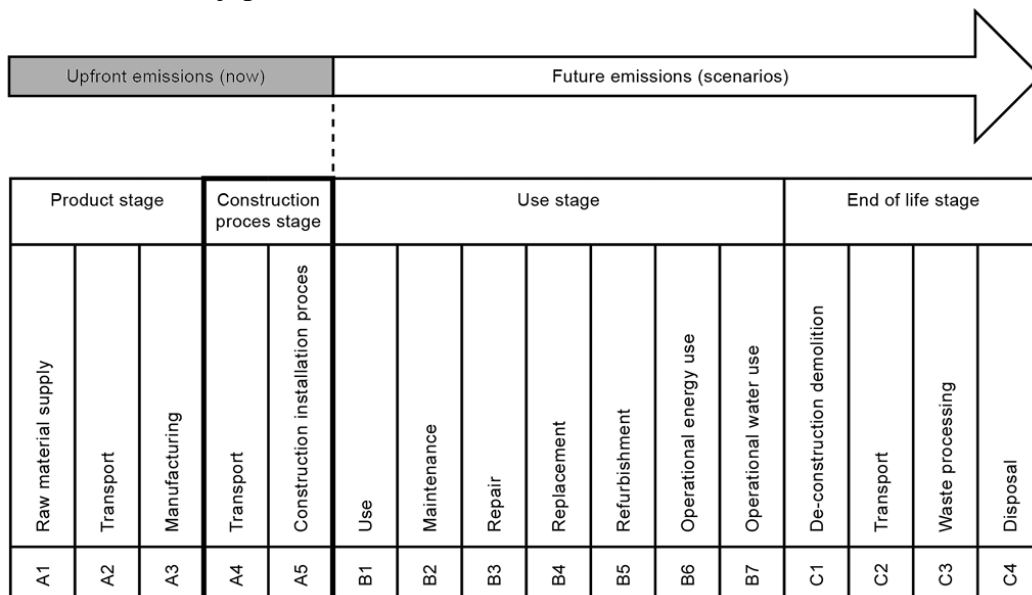 Upfront emissions (now)
Future emissions (scenarios)
Product stage
Construction
proces stage
Use stage
End of life stage
Raw material supply
Transport
Manufacturing
Transport
Construction installation proces
Use
Maintenance
Repair
Replacement
Refurbishment
Operational energy use
Operational water use
De-construction demolition
Transport
Waste processing
Disposal
A1
A2
A3
A4
A5
B1
B2
B3
B4
B5
B6
B7
C1
C2
C3
C4